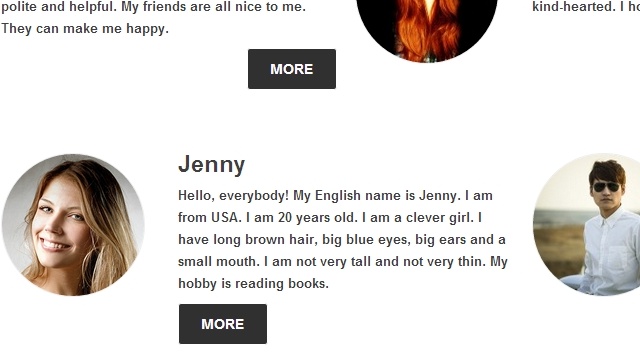 polite and helpful. My friends are all nice to me.
They can make me happy.
MORE
kind-hearted. I ho
Jenny
Hello, everybody! My English name is Jenny. I am
from USA. I am 20 years old. I am a clever girl. I
have long brown hair, big blue eyes, big ears and a
small mouth. I am not very tall and not very thin. My
hobby is reading books.
MORE